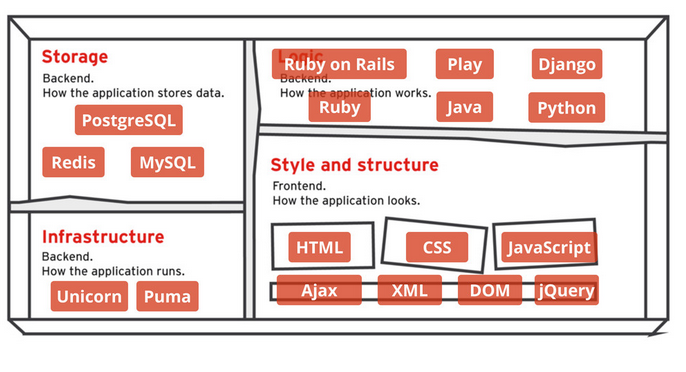 Storage
Backend.
How the application stores data.
PostgreSQL
Redis MySQL
Infrastructure
Backend.
How the application runs.
Unicorn Puma
Logic
Ruby on Rails Play Django
Backend.
How the application works.
Ruby Java Python
Style and structure
Frontend.
How the application looks.
HTML CSS JavaScript
Ajax XML DOM jQuery